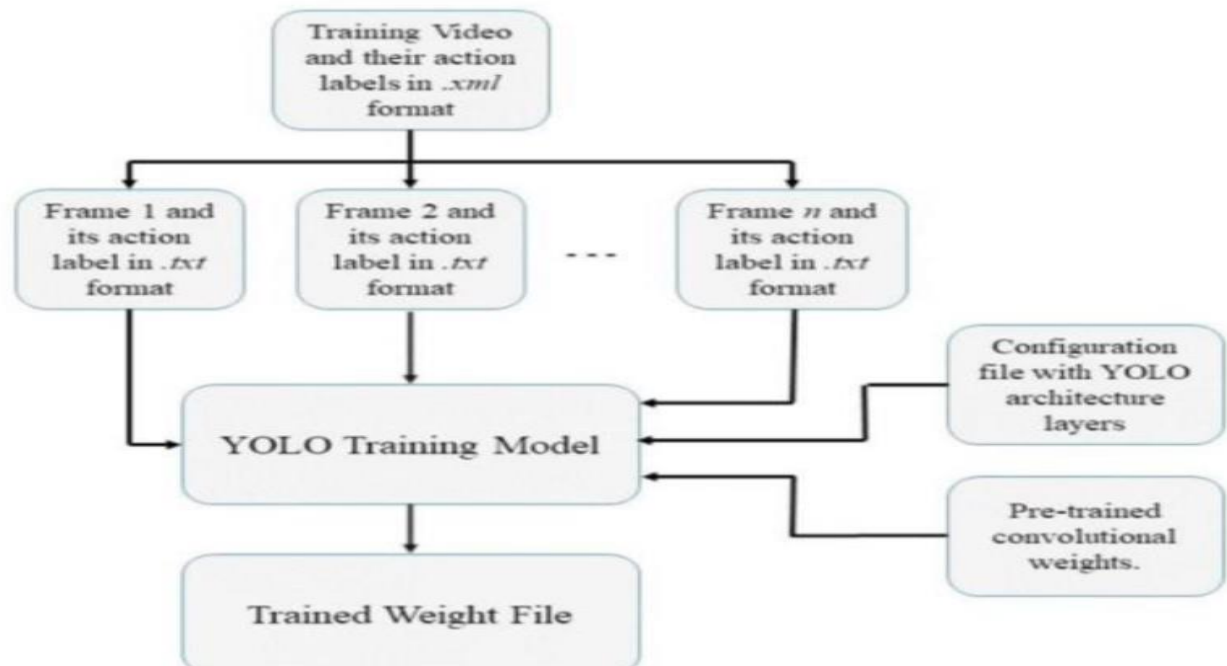 Training Video
and their action
labels in .xml
format
Frame 1 and
its action
label in .txt
format
Frame 2 and
its action
label in .txt
format
- - -
Frame n and
its action
label in .txt
format
Configuration
file with YOLO
architecture
layers
YOLO Training Model
Pre-trained
convolutional
weights.
Trained Weight File